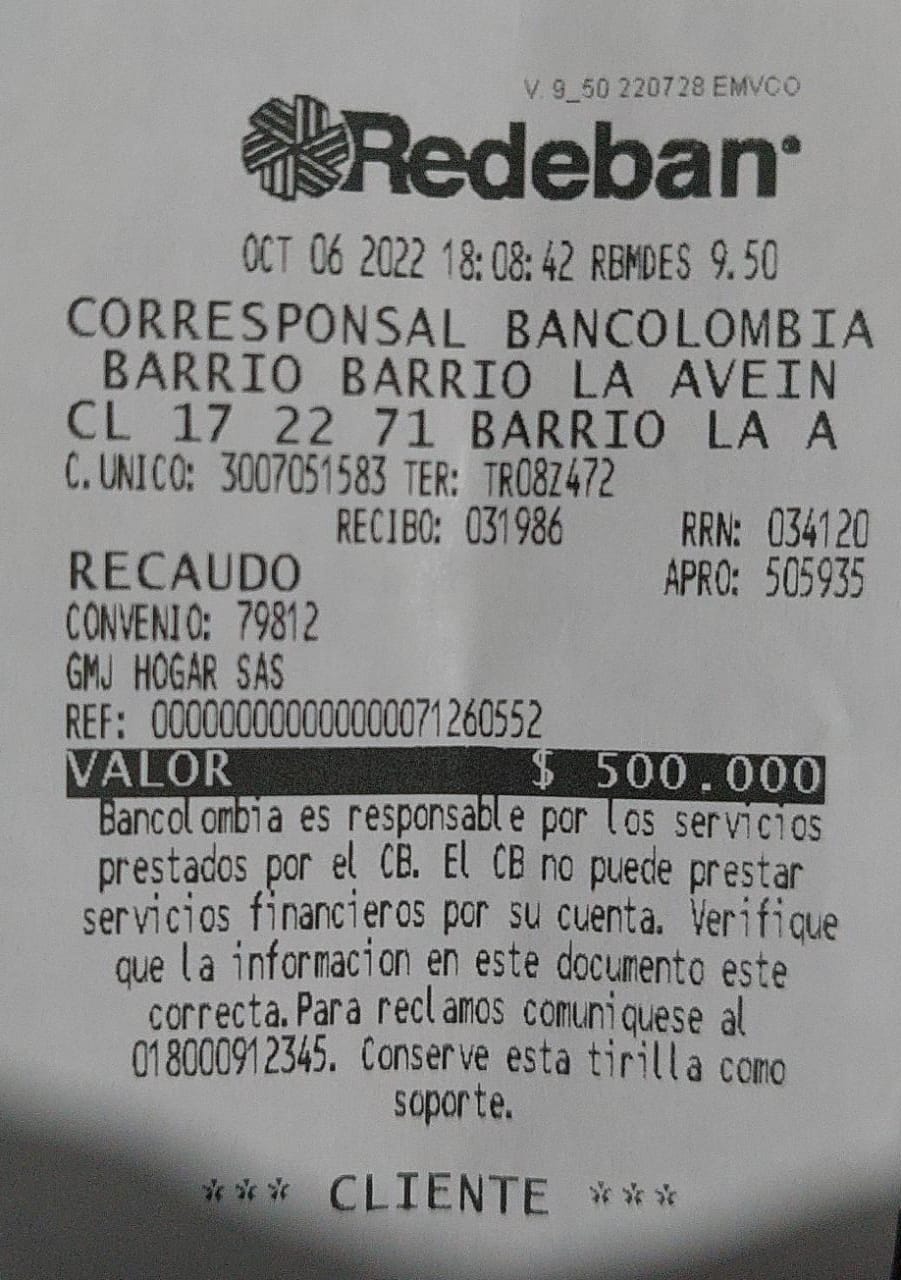 V. 9_50 220728 EMVCO
Redeban
OCT 06 2022 18:08:42 RBMDES 9.50
CORRESPONSAL BANCOLOMBIA
BARRIO BARRIO LA AVEIN
CL 17 22 71 BARRIO LA A
C.UNICO: 3007051583 TER: TR08Z472
RECIBO: 031986 RRN: 034120
RECAUDO APRO: 505935
CONVENIO: 79812
GMJ HOGAR SAS
REF: 000000000000000071260552
VALOR $ 500.000
Bancolombia es responsable por los servicios
prestados por el CB. El CB no puede prestar
servicios financieros por su cuenta. Verifique
que la informacion en este documento este
correcta.Para reclamos comuniquese al
018000912345. Conserve esta tirilla como
soporte.
*** CLIENTE ***